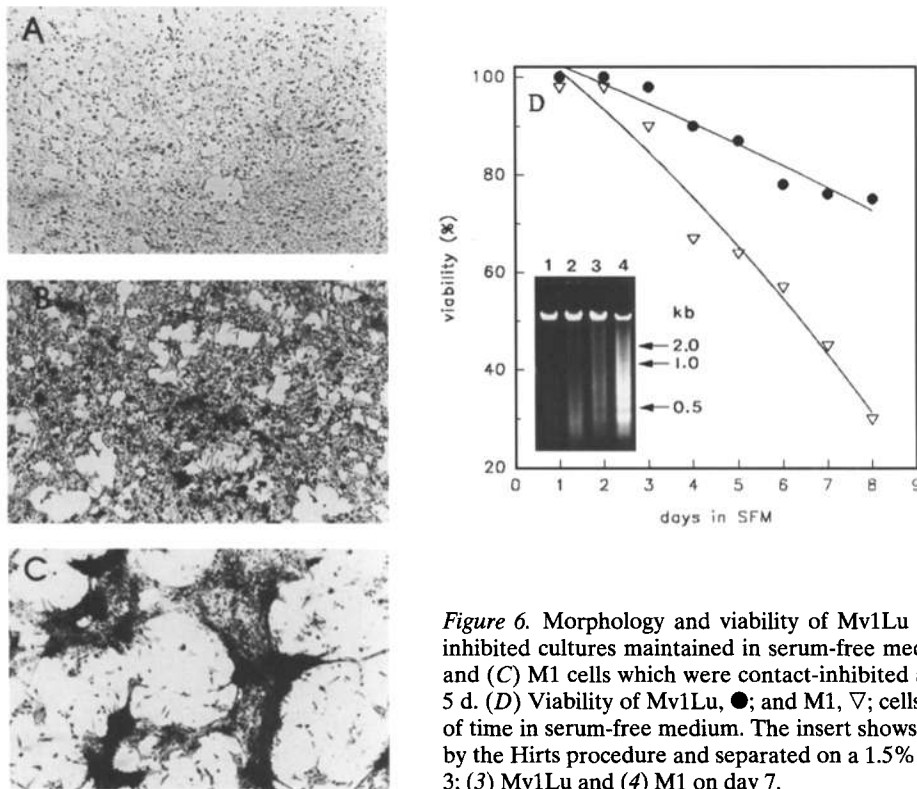 A
B
C
D
100
80
60
40
20
viability (%)
0 1 2 3 4 5 6 7 8 9
days in SFM
1 2 3 4
kb
2.0
1.0
0.5
Figure 6. Morphology and viability of Mv1Lu
inhibited cultures maintained in serum-free med
and (C) M1 cells which were contact-inhibited
5 d. (D) Viability of Mv1Lu, ●; and M1, ▽; cells
of time in serum-free medium. The insert shows
by the Hirts procedure and separated on a 1.5%
3; (3) Mv1Lu and (4) M1 on day 7.